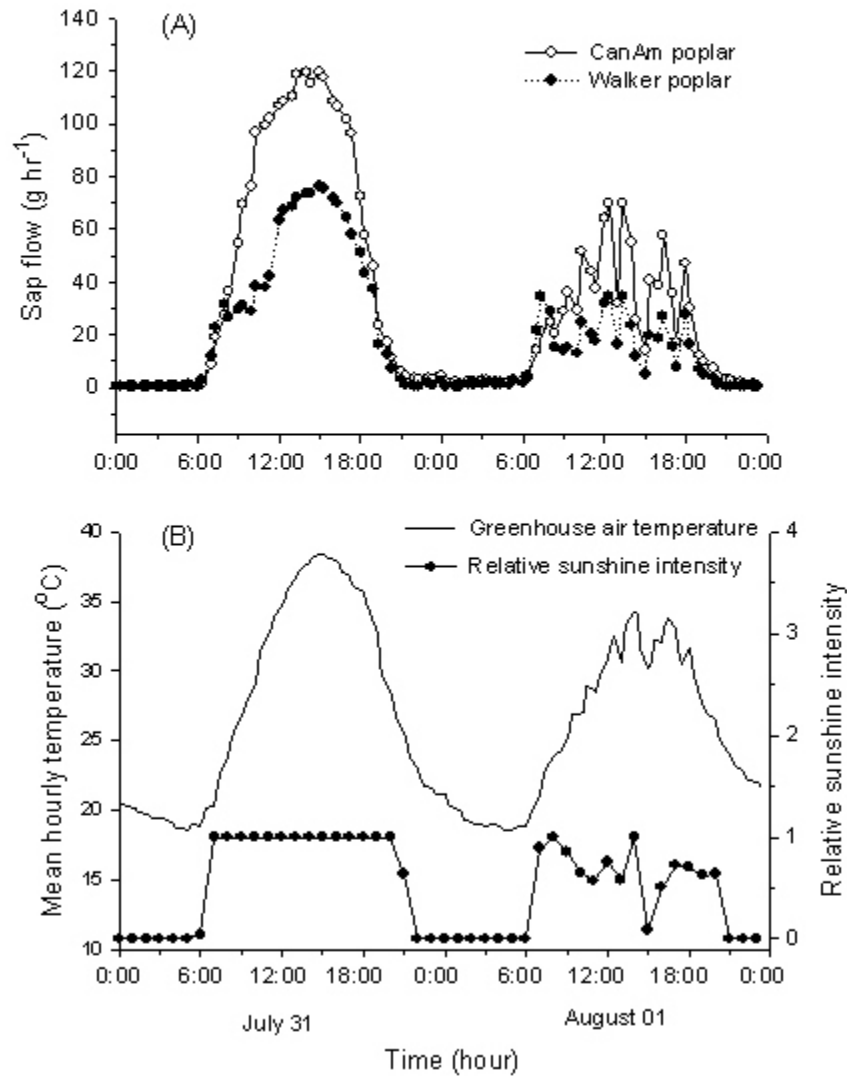 (A)
CanAm poplar
Walker poplar
Sap flow (g hr⁻¹)
140
120
100
80
60
40
20
0
0:00 6:00 12:00 18:00 0:00 6:00 12:00 18:00 0:00
(B)
Greenhouse air temperature
Relative sunshine intensity
Mean hourly temperature (⁰C)
40
35
30
25
20
15
10
4
3
2
1
0
Relative sunshine intensity
0:00 6:00 12:00 18:00 0:00 6:00 12:00 18:00 0:00
July 31 August 01
Time (hour)